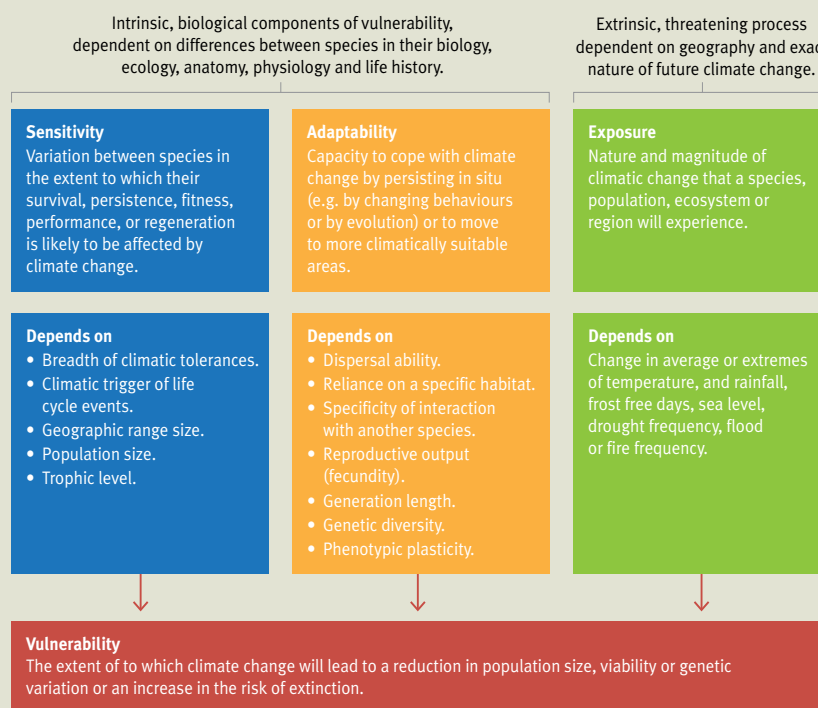 Intrinsic, biological components of vulnerability,
dependent on differences between species in their biology,
ecology, anatomy, physiology and life history.
Extrinsic, threatening process
dependent on geography and exac
nature of future climate change.
Sensitivity
Variation between species in
the extent to which their
survival, persistence, fitness,
performance, or regeneration
is likely to be affected by
climate change.
Adaptability
Capacity to cope with climate
change by persisting in situ
(e.g. by changing behaviours
or by evolution) or to move
to more climatically suitable
areas.
Exposure
Nature and magnitude of
climatic change that a species,
population, ecosystem or
region will experience.
Depends on
• Breadth of climatic tolerances.
• Climatic trigger of life
cycle events.
• Geographic range size.
• Population size.
• Trophic level.
Depends on
• Dispersal ability.
• Reliance on a specific habitat.
• Specificity of interaction
with another species.
• Reproductive output
(fecundity).
• Generation length.
• Genetic diversity.
• Phenotypic plasticity.
Depends on
Change in average or extremes
of temperature, and rainfall,
frost free days, sea level,
drought frequency, flood
or fire frequency.
Vulnerability
The extent of to which climate change will lead to a reduction in population size, viability or genetic
variation or an increase in the risk of extinction.